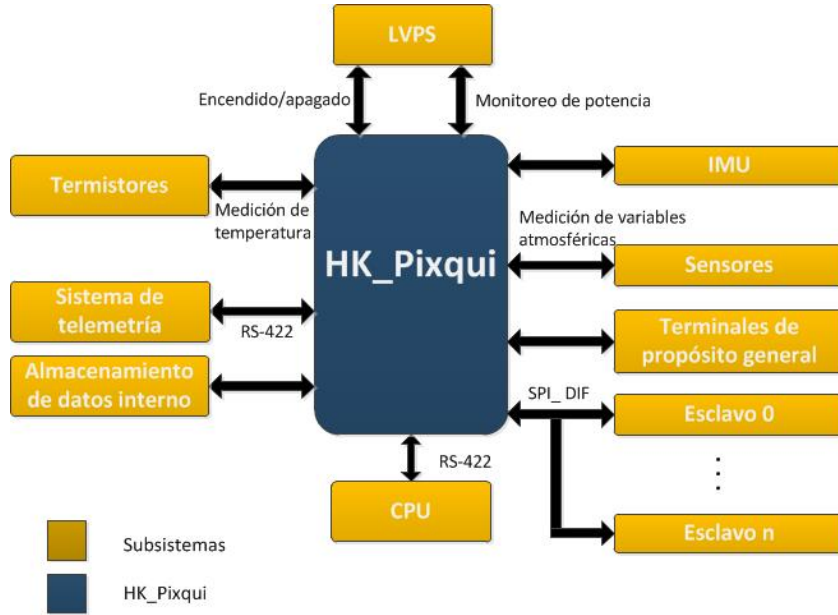 LVPS
Encendido/apagado
Monitoreo de potencia
Termistores
IMU
Medición de
temperatura
Medición de variables
atmosféricas
HK_Pixqui
Sensores
Sistema de
telemetría
RS-422
Terminales de
propósito general
Almacenamiento
de datos interno
SPI_ DIF
Esclavo 0
RS-422
CPU
Esclavo n
Subsistemas
HK_Pixqui